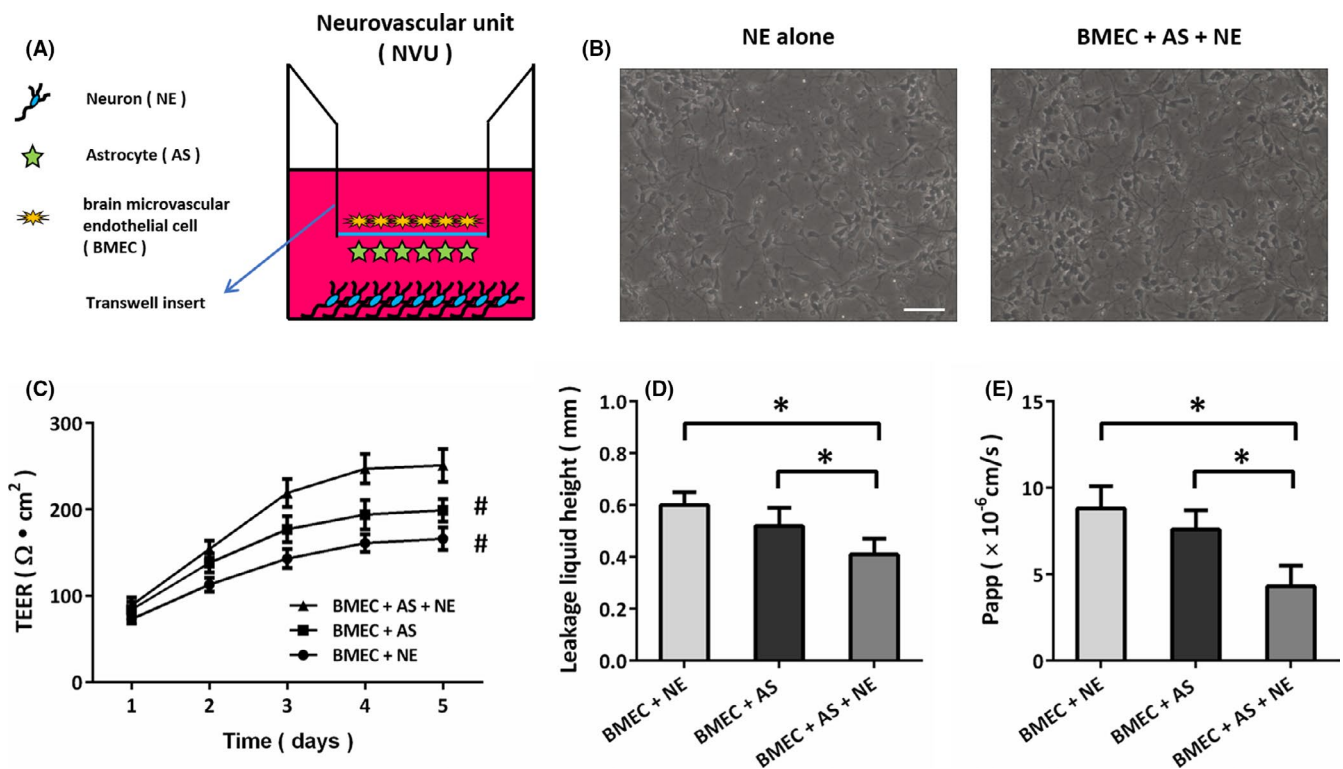 (A)
Neurovascular unit
( NVU )
Neuron ( NE )
Astrocyte ( AS )
brain microvascular
endothelial cell
( BMEC )
Transwell insert
(B)
NE alone
BMEC + AS + NE
(C)
TEER ( Ω • cm²)
300
200
100
0
1 2 3 4 5
Time ( days )
#
#
BMEC + AS + NE
BMEC + AS
BMEC + NE
(D)
Leakage liquid height ( mm )
1.0
0.8
0.6
0.4
0.2
0.0
*
*
BMEC + NE
BMEC + AS
BMEC + AS + NE
(E)
Papp ( × 10⁻⁶cm/s )
15
10
5
0
*
*
BMEC + NE
BMEC + AS
BMEC + AS + NE